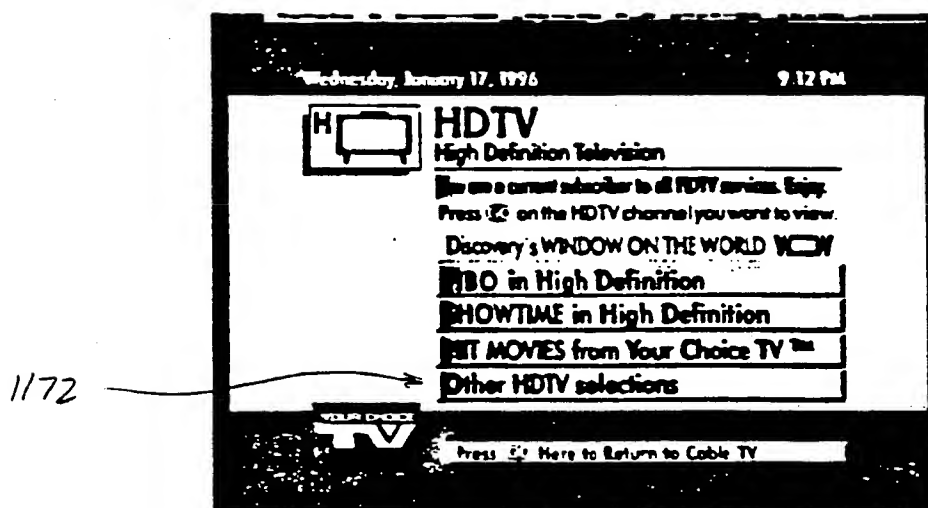 Wednesday, January 17, 1996 9:12 PM
H
HDTV
High Definition Television
You are a current subscriber to all HDTV services. Enjoy.
Press on the HDTV channel you want to view.
Discovery's WINDOW ON THE WORLD WOW
HBO in High Definition
SHOWTIME in High Definition
HIT MOVIES from Your Choice TV ™
1172
Other HDTV selections
YOUR CHOICE
TV
Press Here to Return to Cable TV